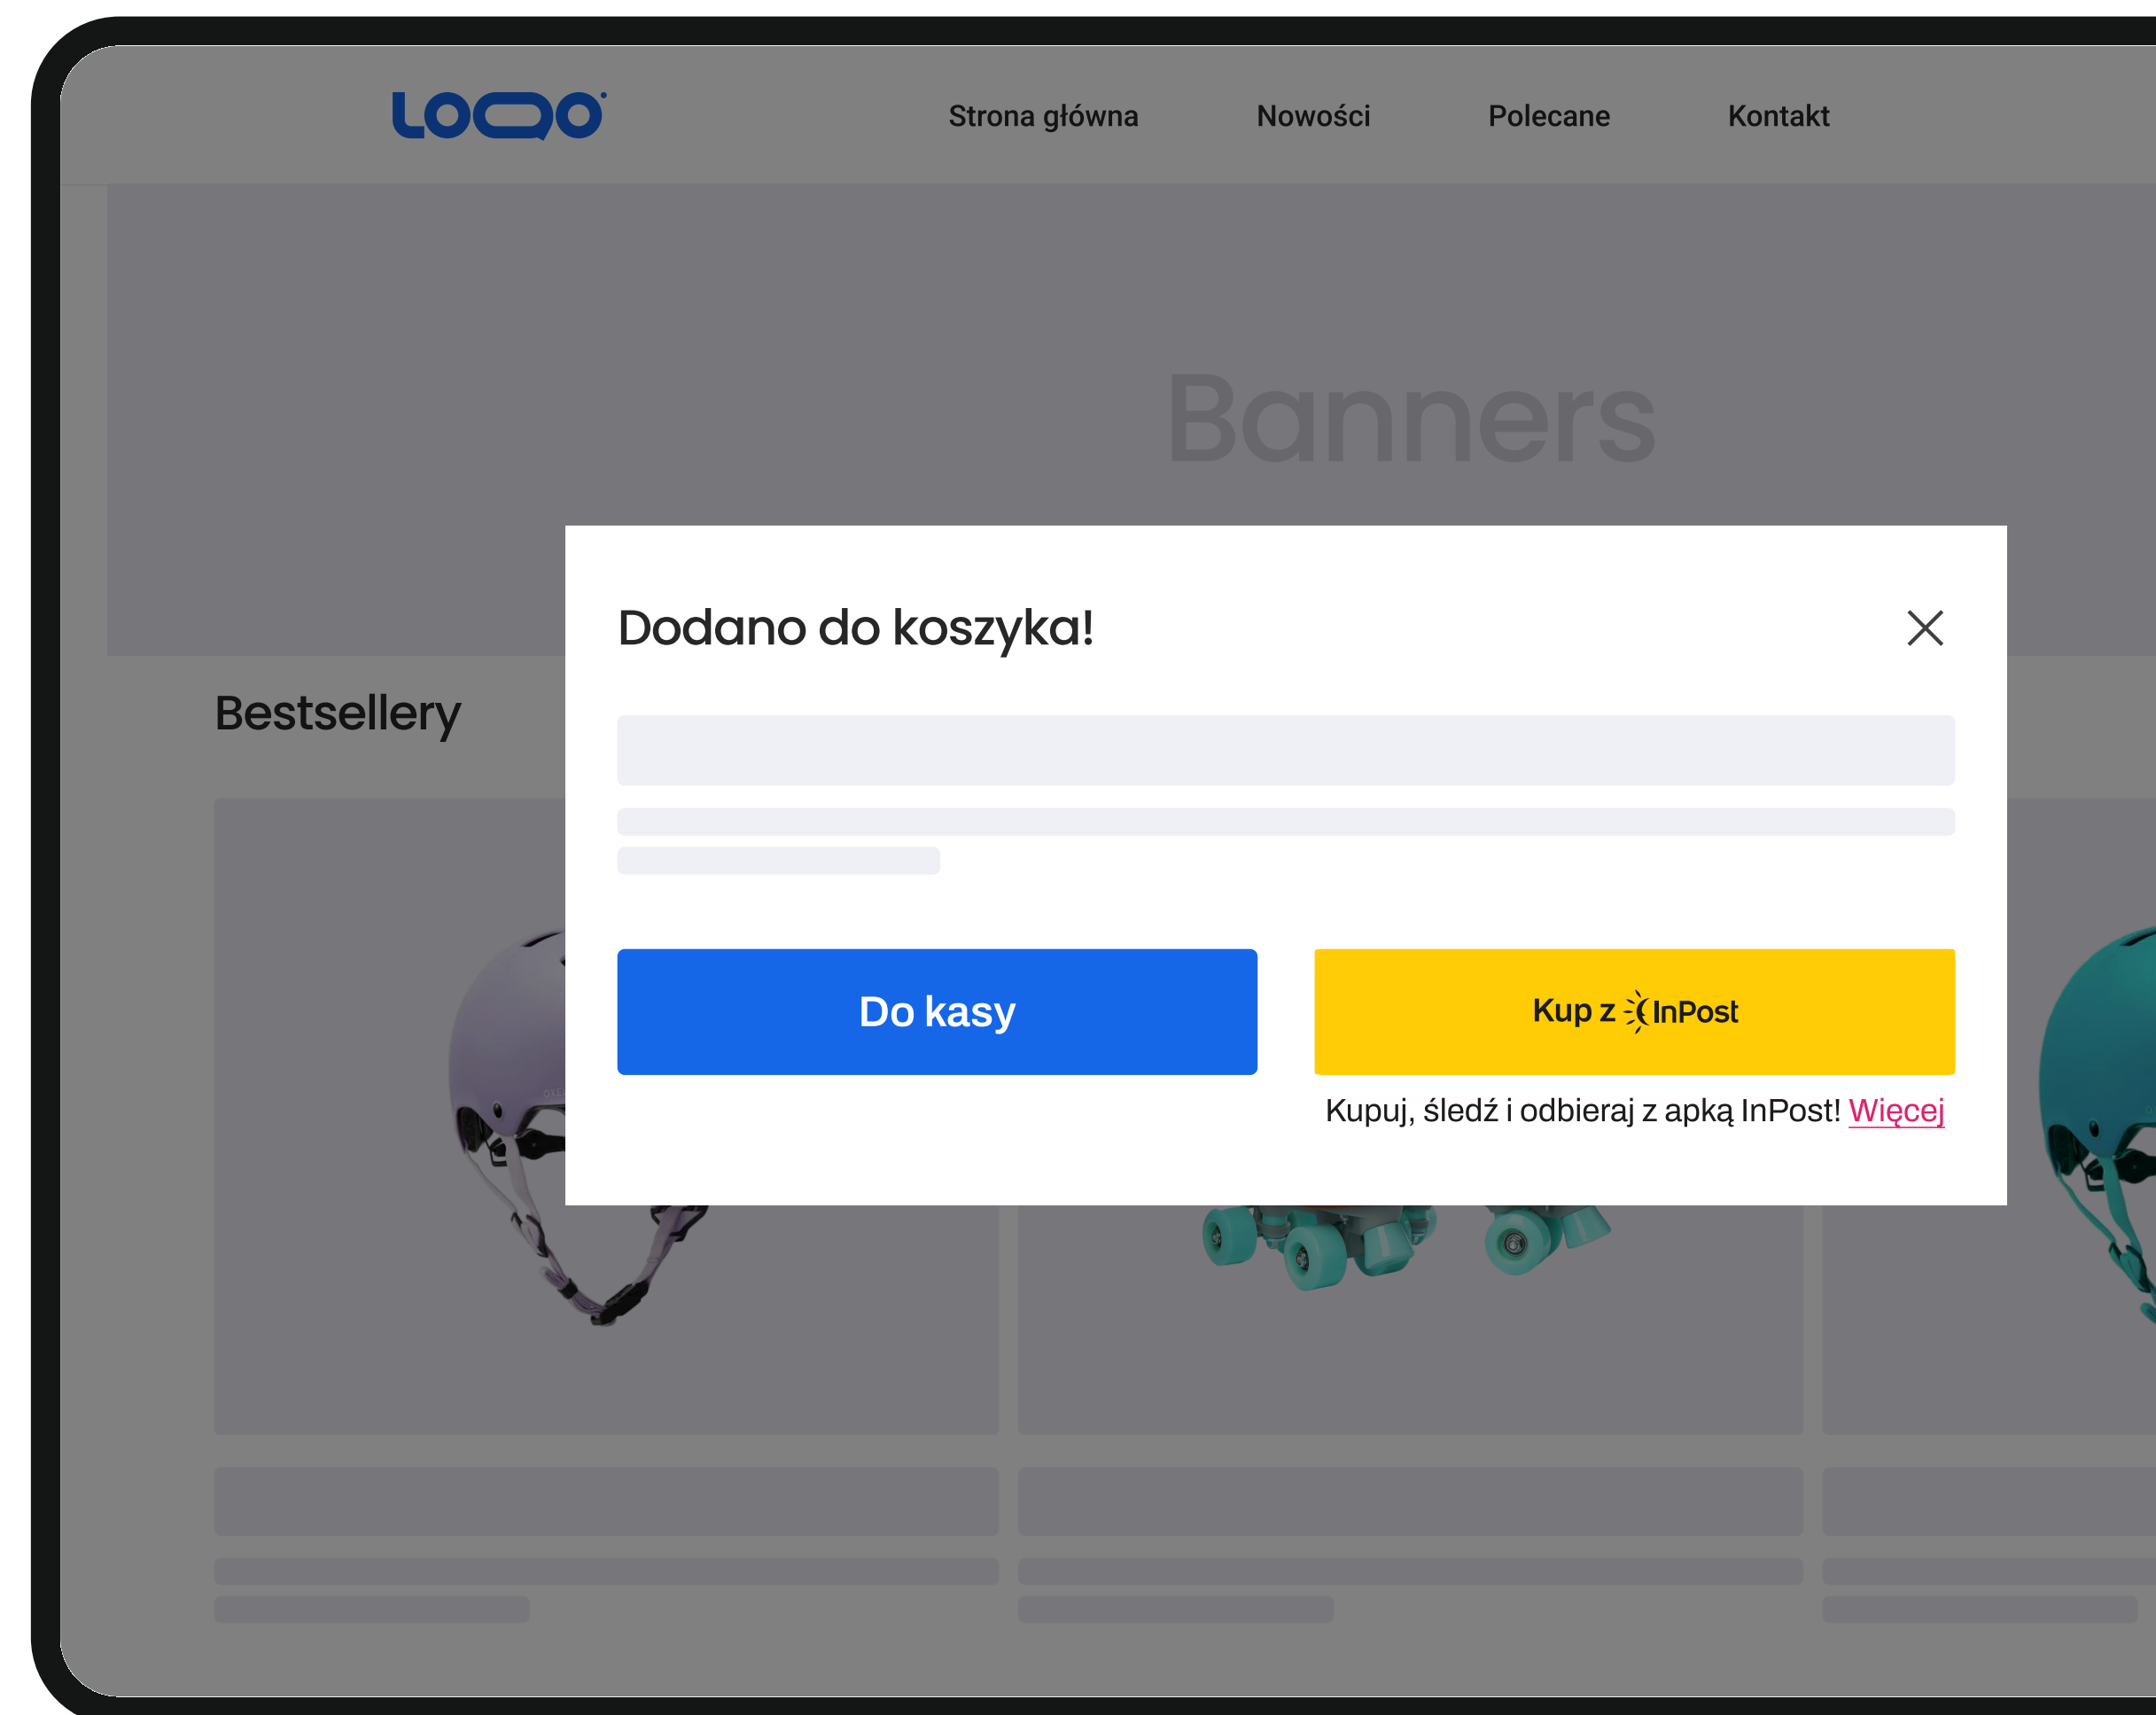 LOGO
Strona główna
Nowości
Polecane
Kontakt
Banners
Dodano do koszyka!
Bestsellery
Do kasy
Kup z InPost
Kupuj, śledź i odbieraj z apką InPost! Więcej